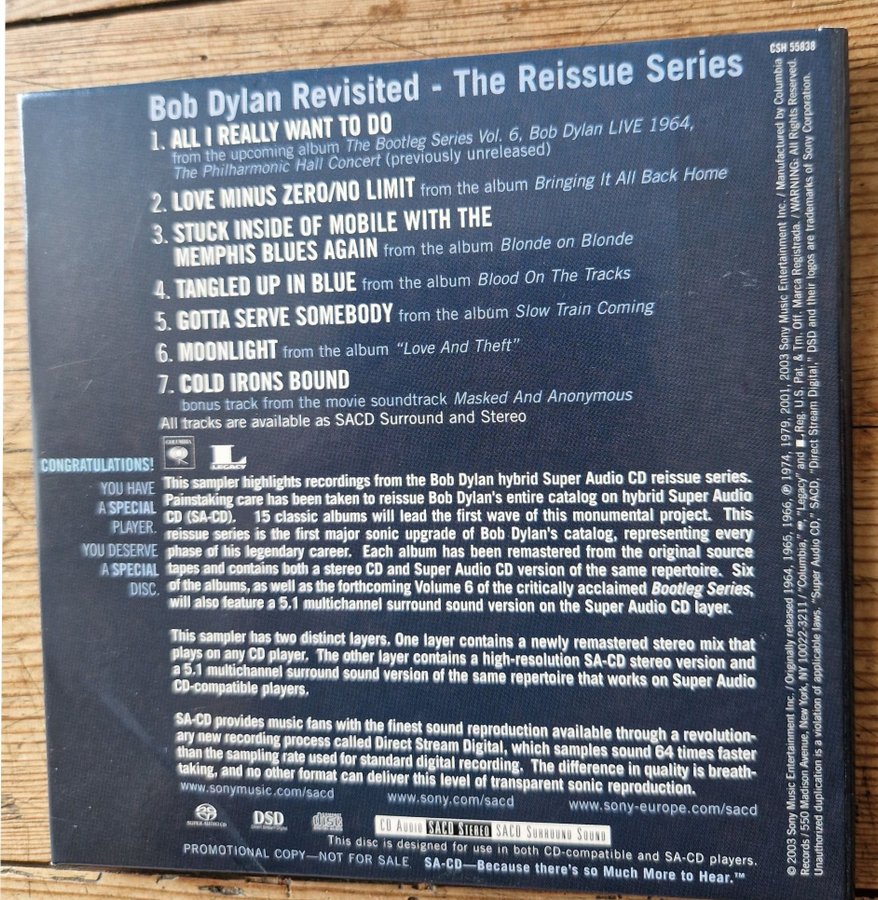 CSH 55838
Bob Dylan Revisited - The Reissue Series
1. ALL I REALLY WANT TO DO
from the upcoming album The Bootleg Series Vol. 6, Bob Dylan LIVE 1964,
The Philharmonic Hall Concert (previously unreleased)
2. LOVE MINUS ZERO/NO LIMIT from the album Bringing It All Back Home
3. STUCK INSIDE OF MOBILE WITH THE
MEMPHIS BLUES AGAIN from the album Blonde on Blonde
4. TANGLED UP IN BLUE from the album Blood On The Tracks
5. GOTTA SERVE SOMEBODY from the album Slow Train Coming
6. MOONLIGHT from the album “Love And Theft”
7. COLD IRONS BOUND
bonus track from the movie soundtrack Masked And Anonymous
All tracks are available as SACD Surround and Stereo
COLUMBIA
L
LEGACY
CONGRATULATIONS!
YOU HAVE
A SPECIAL
PLAYER.
YOU DESERVE
A SPECIAL
DISC.
This sampler highlights recordings from the Bob Dylan hybrid Super Audio CD reissue series.
Painstaking care has been taken to reissue Bob Dylan's entire catalog on hybrid Super Audio
CD (SA-CD). 15 classic albums will lead the first wave of this monumental project. This
reissue series is the first major sonic upgrade of Bob Dylan's catalog, representing every
phase of his legendary career. Each album has been remastered from the original source
tapes and contains both a stereo CD and Super Audio CD version of the same repertoire. Six
of the albums, as well as the forthcoming Volume 6 of the critically acclaimed Bootleg Series,
will also feature a 5.1 multichannel surround sound version on the Super Audio CD layer.
This sampler has two distinct layers. One layer contains a newly remastered stereo mix that
plays on any CD player. The other layer contains a high-resolution SA-CD stereo version and
a 5.1 multichannel surround sound version of the same repertoire that works on Super Audio
CD-compatible players.
SA-CD provides music fans with the finest sound reproduction available through a revolution-
ary new recording process called Direct Stream Digital, which samples sound 64 times faster
than the sampling rate used for standard digital recording. The difference in quality is breath-
taking, and no other format can deliver this level of transparent sonic reproduction.
www.sonymusic.com/sacd www.sony.com/sacd www.sony-europe.com/sacd
SUPER AUDIO CD
DSD
Direct Stream Digital
disc
CD AUDIO SACD STEREO SACD SURROUND SOUND
This disc is designed for use in both CD-compatible and SA-CD players.
PROMOTIONAL COPY—NOT FOR SALE SA-CD—Because there's so Much More to Hear.™
© 2003 Sony Music Entertainment Inc. / Originally released 1964, 1965, 1966, ℗ 1974, 1979, 2001, 2003 Sony Music Entertainment Inc. / Manufactured by Columbia
Records / 550 Madison Avenue, New York, NY 10022-3211 / "Columbia," "Legacy" and L Reg. U.S. Pat. & Tm. Off. Marca Registrada. / WARNING: All Rights Reserved.
Unauthorized duplication is a violation of applicable laws. "Super Audio CD," SACD, "Direct Stream Digital," DSD and their logos are trademarks of Sony Corporation.